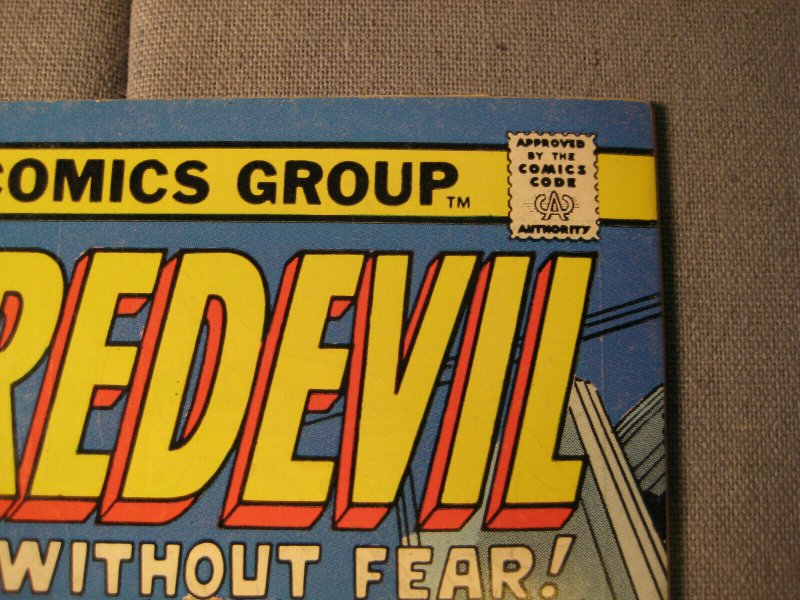 COMICS GROUP™
APPROVED
BY THE
COMICS
CODE
CA
AUTHORITY
REDEVIL
WITHOUT FEAR!